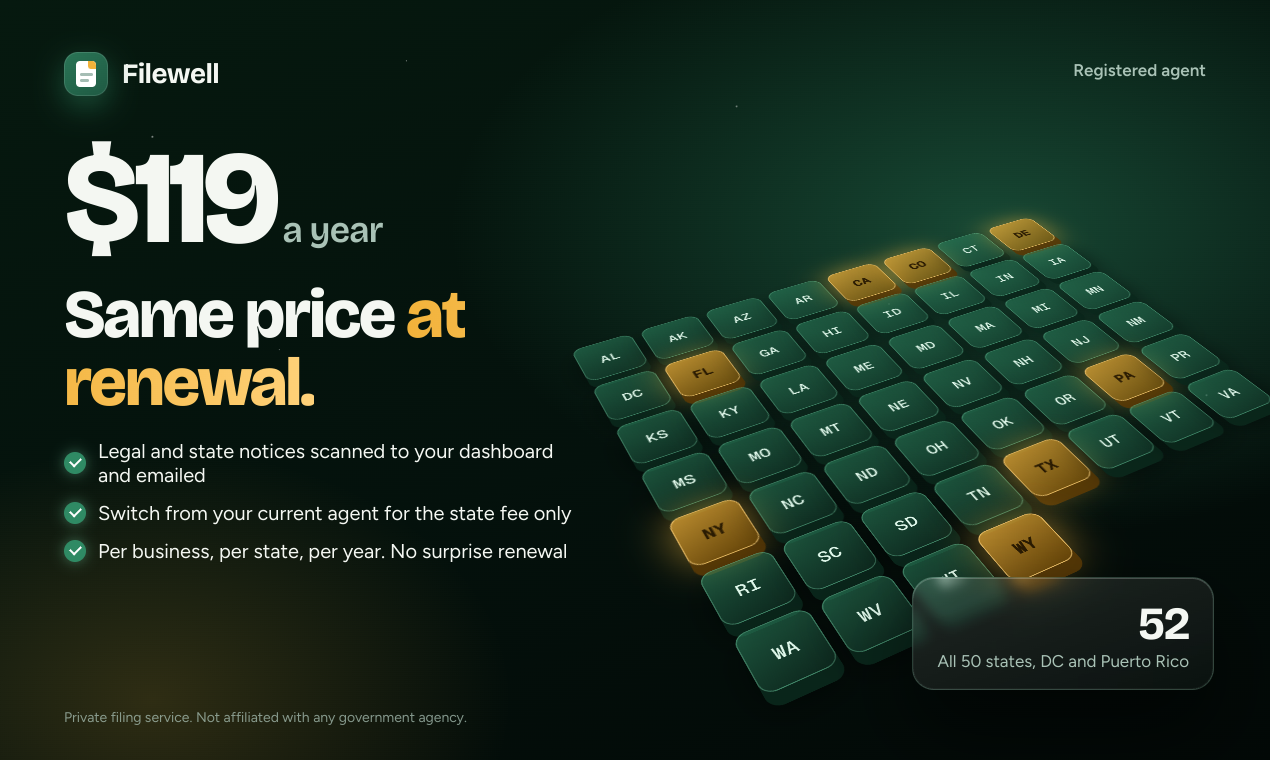 Filewell
Registered agent
$119 a year
Same price at
renewal.
Legal and state notices scanned to your dashboard
and emailed
Switch from your current agent for the state fee only
Per business, per state, per year. No surprise renewal
AL AK AZ AR CA CO CT DE
DC FL GA HI ID IL IN IA
KS KY LA ME MD MA MI MN
MS MO MT NE NV NH NJ NM
NY NC ND OH OK OR PA PR
RI SC SD TN TX UT VT VA
WA WV WY
52
All 50 states, DC and Puerto Rico
Private filing service. Not affiliated with any government agency.